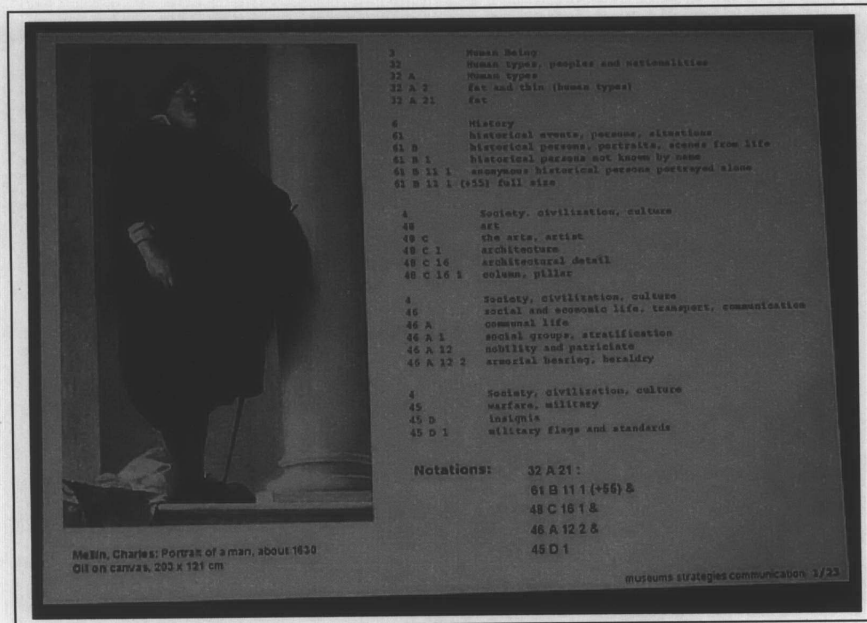 3 Human Being
32 Human types, peoples and nationalities
32 A Human types
32 A 2 fat and thin (human types)
32 A 21 fat
6 History
61 historical events, persons, situations
61 B historical persons, portraits, scenes from life
61 B 1 historical persons not known by name
61 B 11 1 anonymous historical persons portrayed alone
61 B 11 1 (+55) full size
4 Society, civilization, culture
48 art
48 C the arts, artist
48 C 1 architecture
48 C 16 architectural detail
48 C 16 1 column, pillar
4 Society, civilization, culture
46 social and economic life, transport, communication
46 A communal life
46 A 1 social groups, stratification
46 A 12 nobility and patriciate
46 A 12 2 armorial bearing, heraldry
4 Society, civilization, culture
45 warfare, military
45 D insignia
45 D 1 military flags and standards
Notations: 32 A 21 :
61 B 11 1 (+55) &
48 C 16 1 &
46 A 12 2 &
45 D 1
Mellin, Charles: Portrait of a man, about 1630
Oil on canvas, 203 x 121 cm
museums strategies communication 1/23